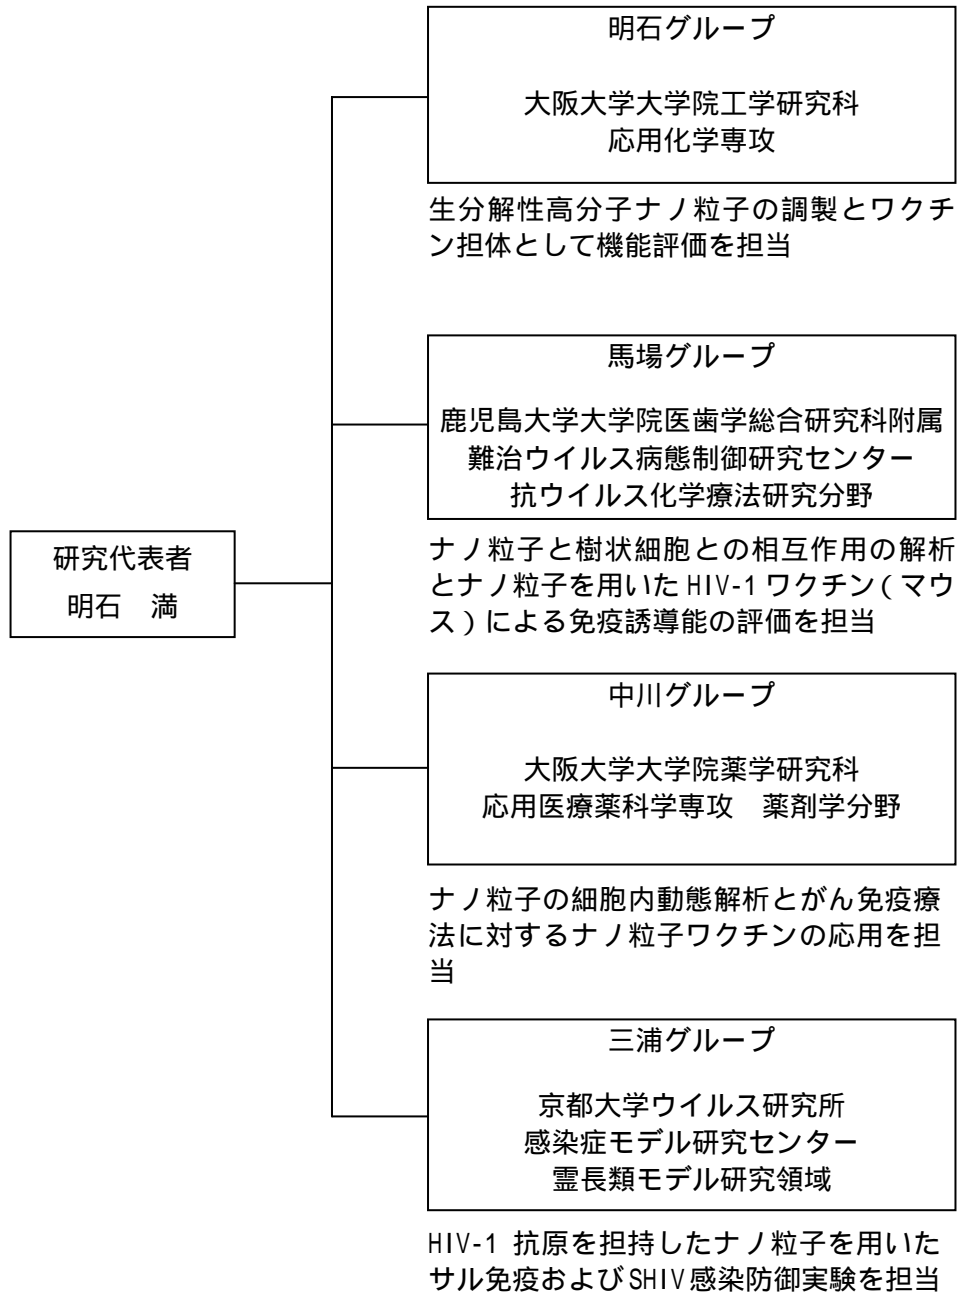 明石グループ
大阪大学大学院工学研究科
応用化学専攻
生分解性高分子ナノ粒子の調製とワクチ
ン担体として機能評価を担当
馬場グループ
鹿児島大学大学院医歯学総合研究科附属
難治ウイルス病態制御研究センター
抗ウイルス化学療法研究分野
ナノ粒子と樹状細胞との相互作用の解析
とナノ粒子を用いた HIV-1 ワクチン(マウ
ス)による免疫誘導能の評価を担当
研究代表者
明石 満
中川グループ
大阪大学大学院薬学研究科
応用医療薬科学専攻 薬剤学分野
ナノ粒子の細胞内動態解析とがん免疫療
法に対するナノ粒子ワクチンの応用を担
当
三浦グループ
京都大学ウイルス研究所
感染症モデル研究センター
霊長類モデル研究領域
HIV-1 抗原を担持したナノ粒子を用いた
サル免疫および SHIV 感染防御実験を担当